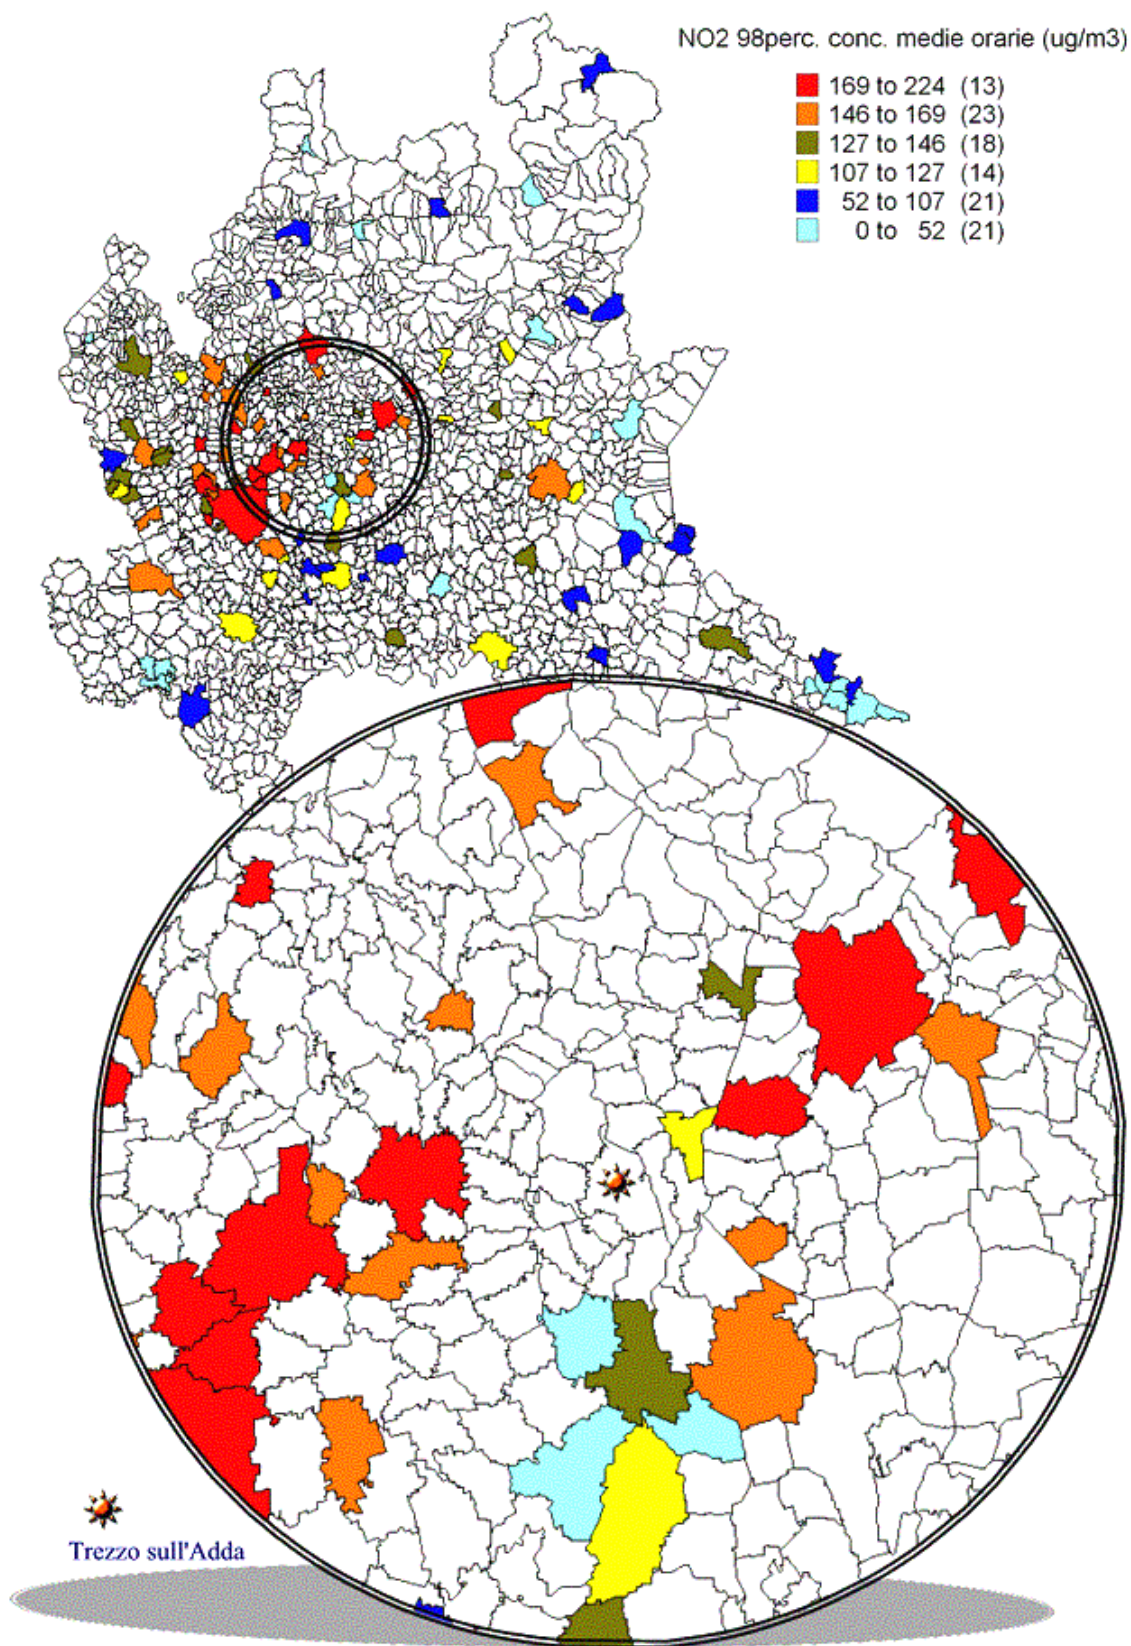 NO2 98perc. conc. medie orarie (ug/m3)
169 to 224 (13)
146 to 169 (23)
127 to 146 (18)
107 to 127 (14)
52 to 107 (21)
0 to 52 (21)
Trezzo sull'Adda